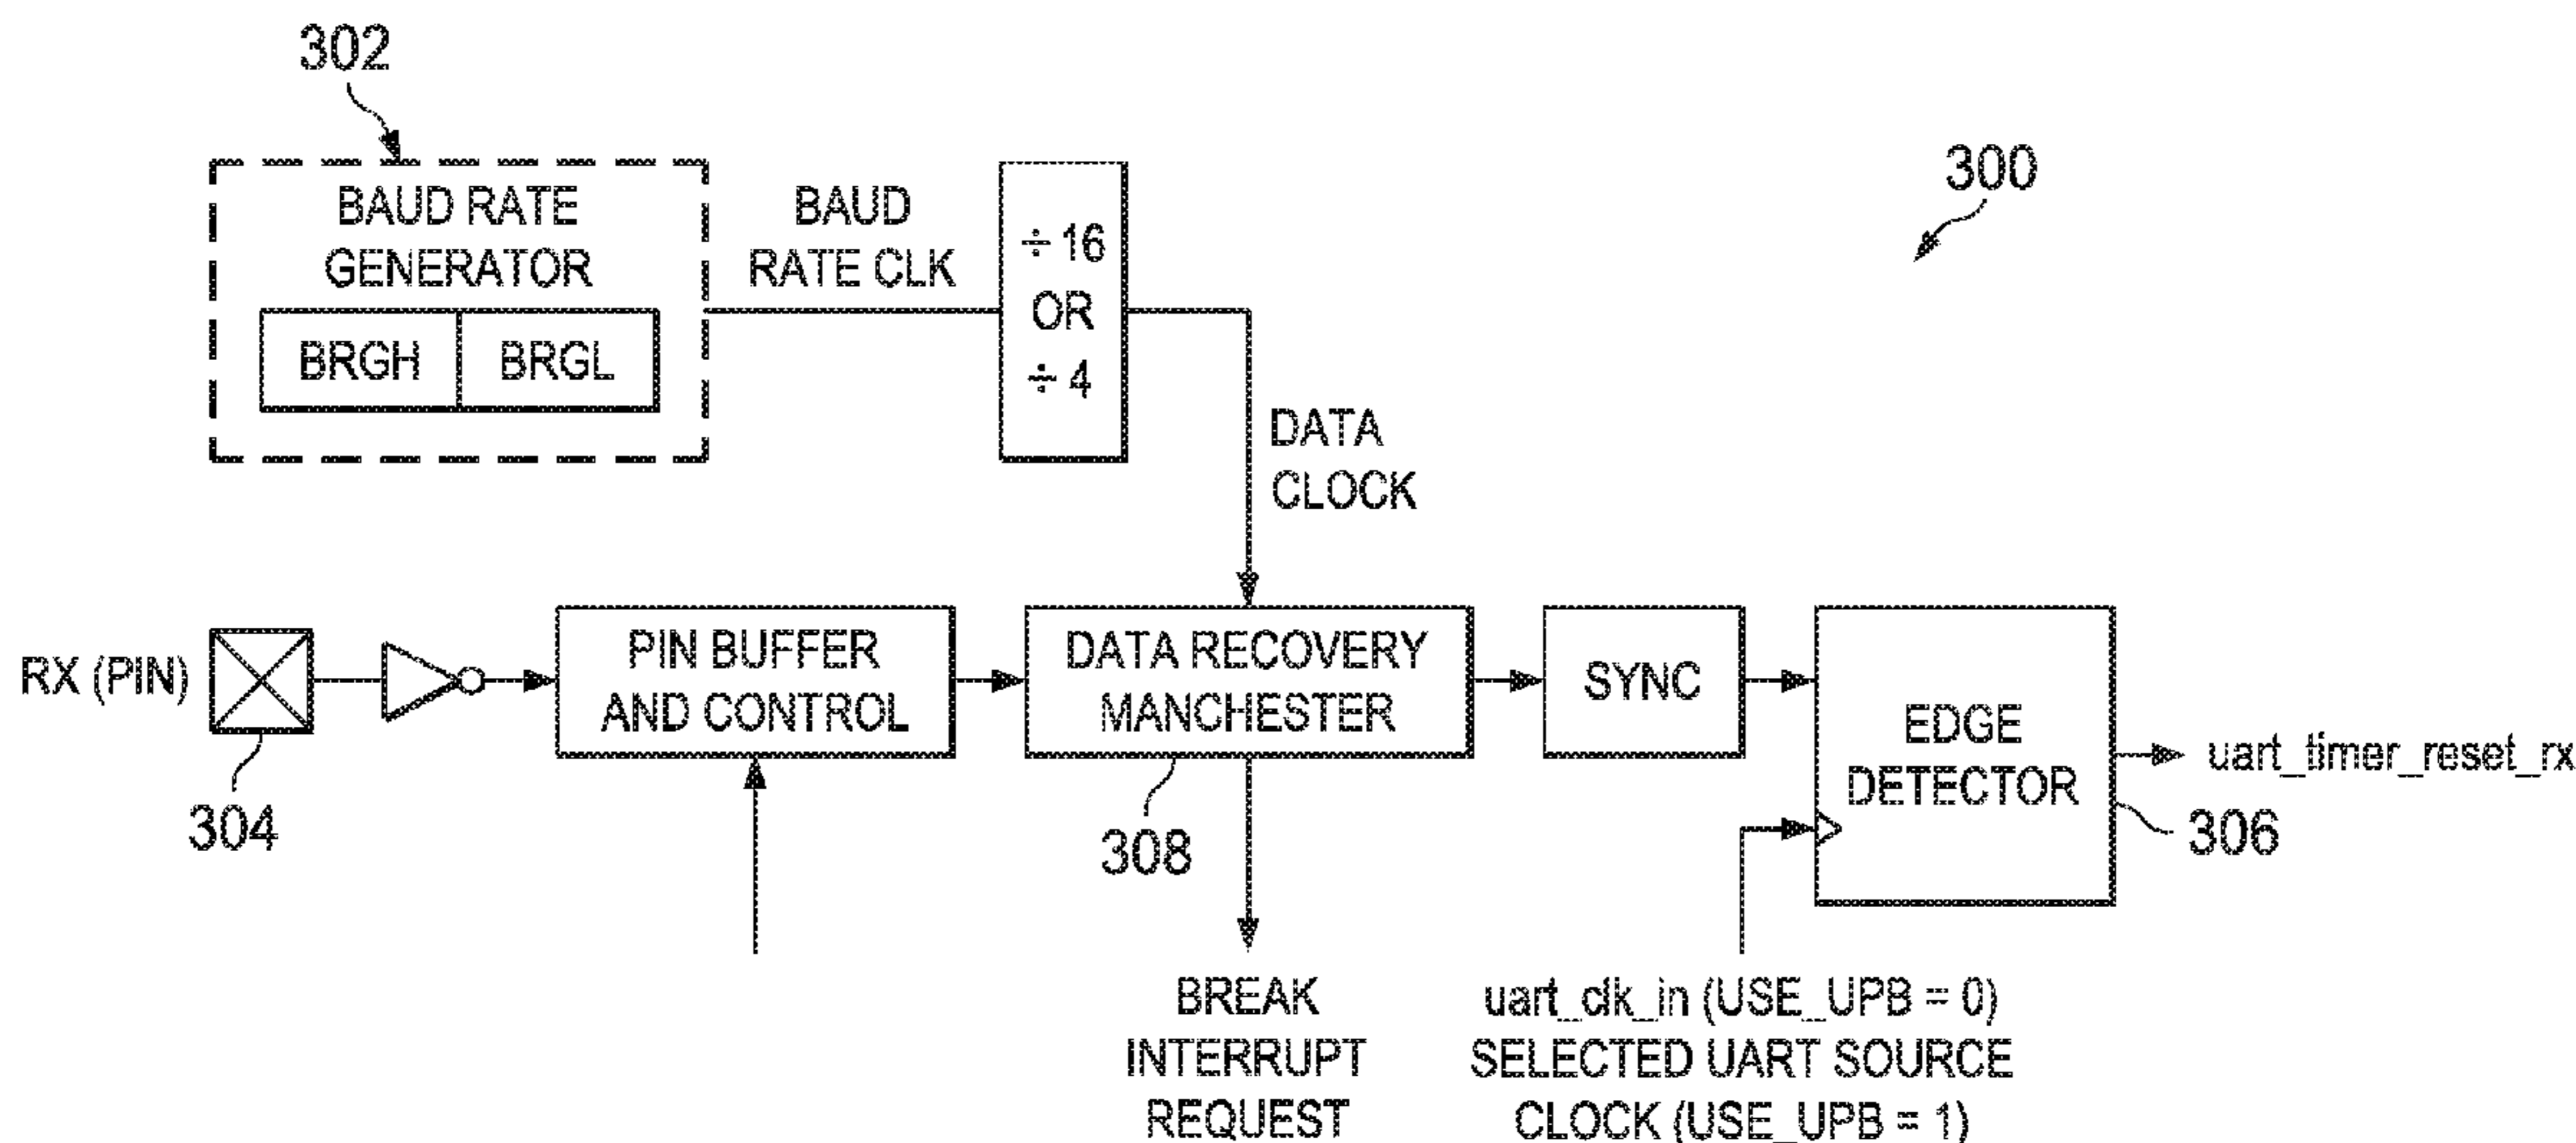 302
300
BAUD RATE
GENERATOR
BRGH
BRGL
BAUD
RATE CLK
÷ 16
OR
÷ 4
DATA
CLOCK
RX (PIN)
304
PIN BUFFER
AND CONTROL
DATA RECOVERY
MANCHESTER
308
SYNC
EDGE
DETECTOR
306
uart_timer_reset_rx
BREAK
INTERRUPT
REQUEST
uart_clk_in (USE_UPB = 0)
SELECTED UART SOURCE
CLOCK (USE_UPB = 1)